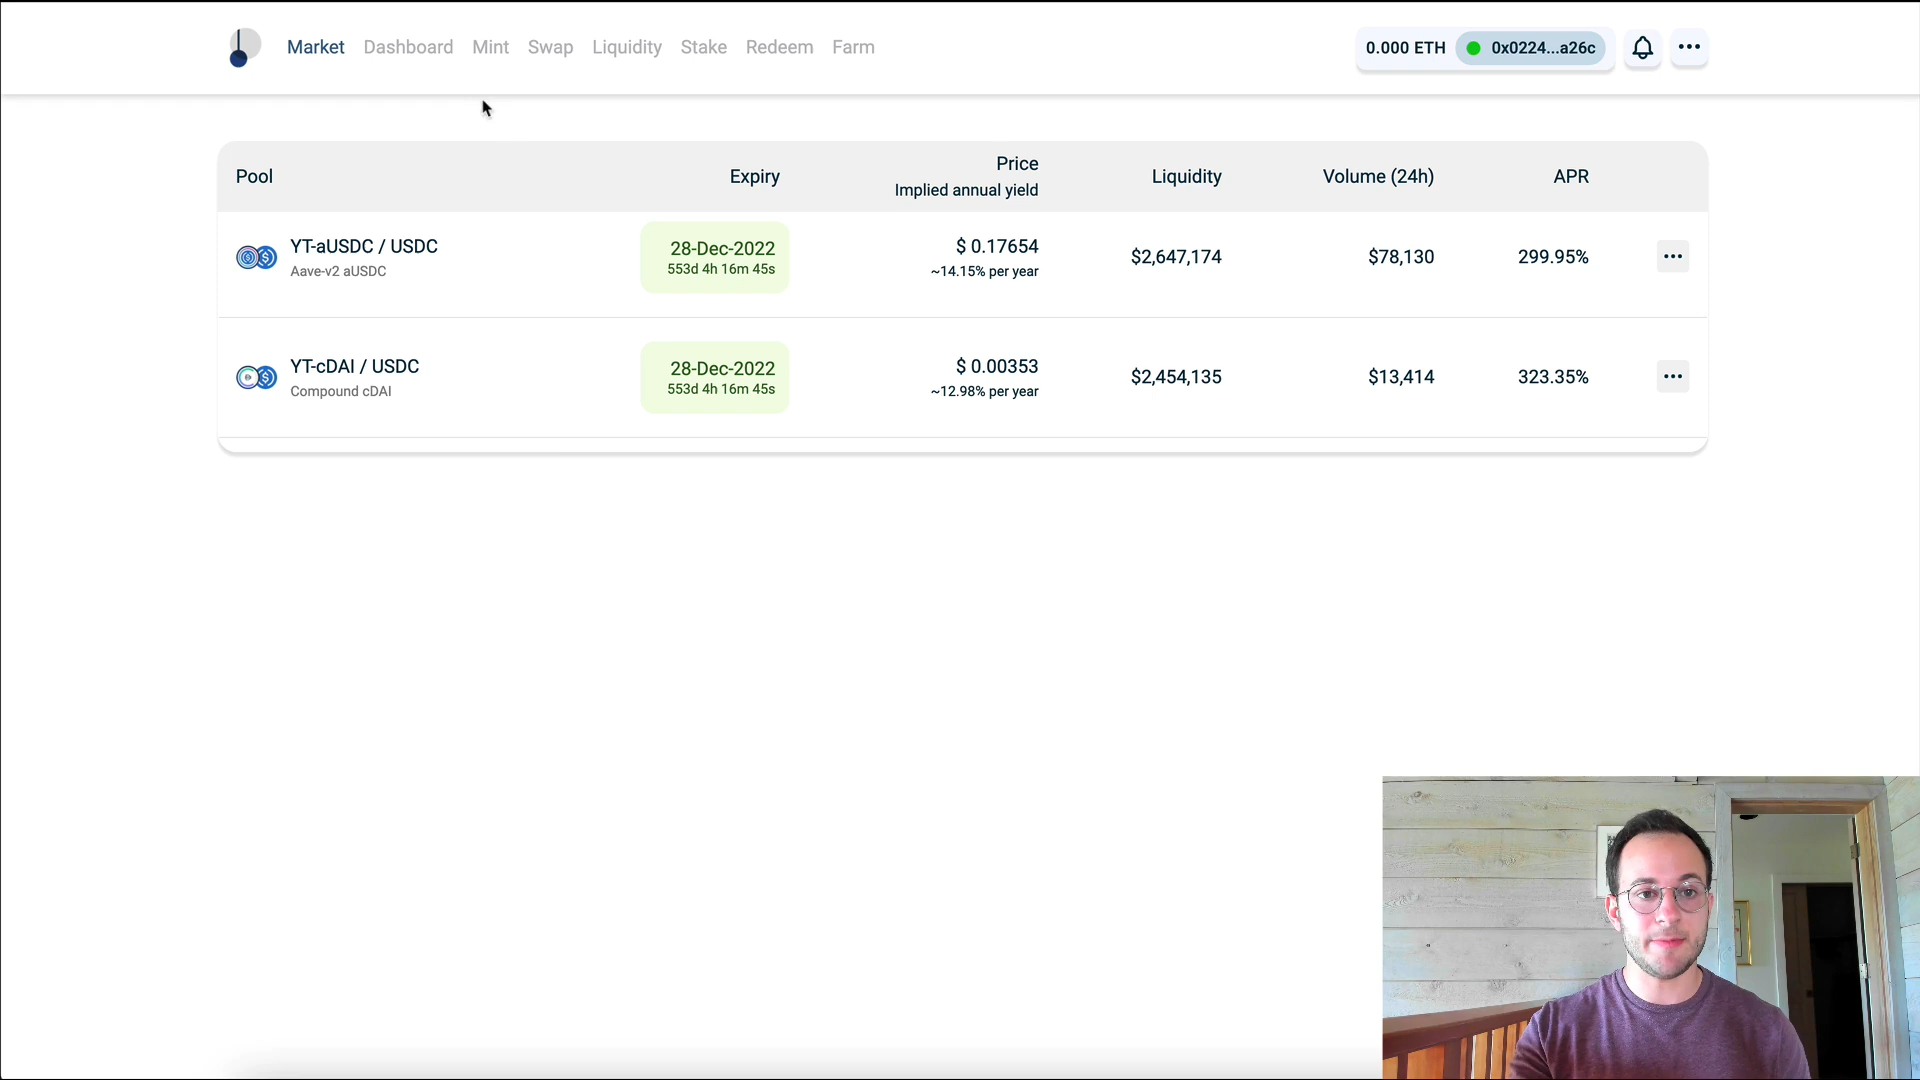 Market Dashboard Mint Swap Liquidity Stake Redeem Farm 0.000 ETH 0x0224...a26c
Pool Expiry Price Implied annual yield Liquidity Volume (24h) APR
YT-aUSDC / USDC 28-Dec-2022 $ 0.17654 $2,647,174 $78,130 299.95%
Aave-v2 aUSDC 553d 4h 16m 45s ~14.15% per year
YT-cDAI / USDC 28-Dec-2022 $ 0.00353 $2,454,135 $13,414 323.35%
Compound cDAI 553d 4h 16m 45s ~12.98% per year